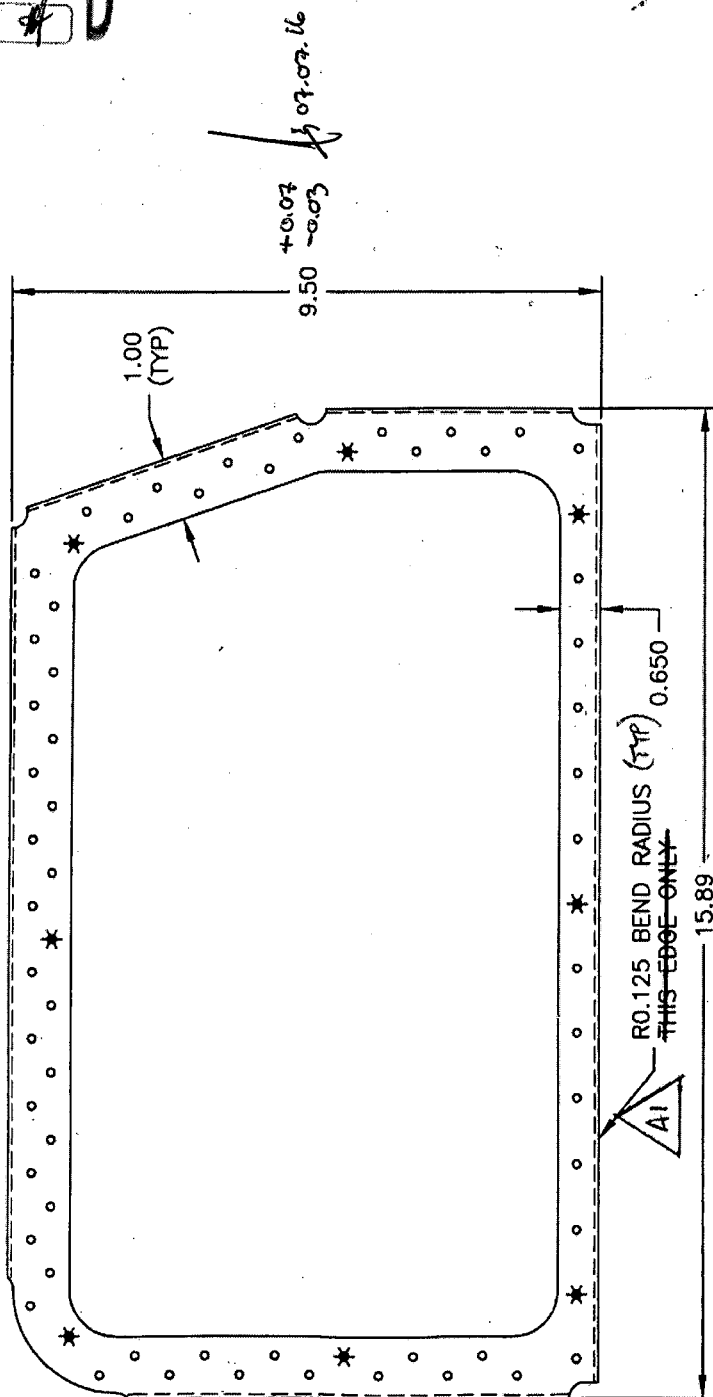 +0.07
-0.03
07.07.16
9.50
1.00
(TYP)
0.650
R0.125 BEND RADIUS (TYP)
THIS EDGE ONLY
A1
15.89